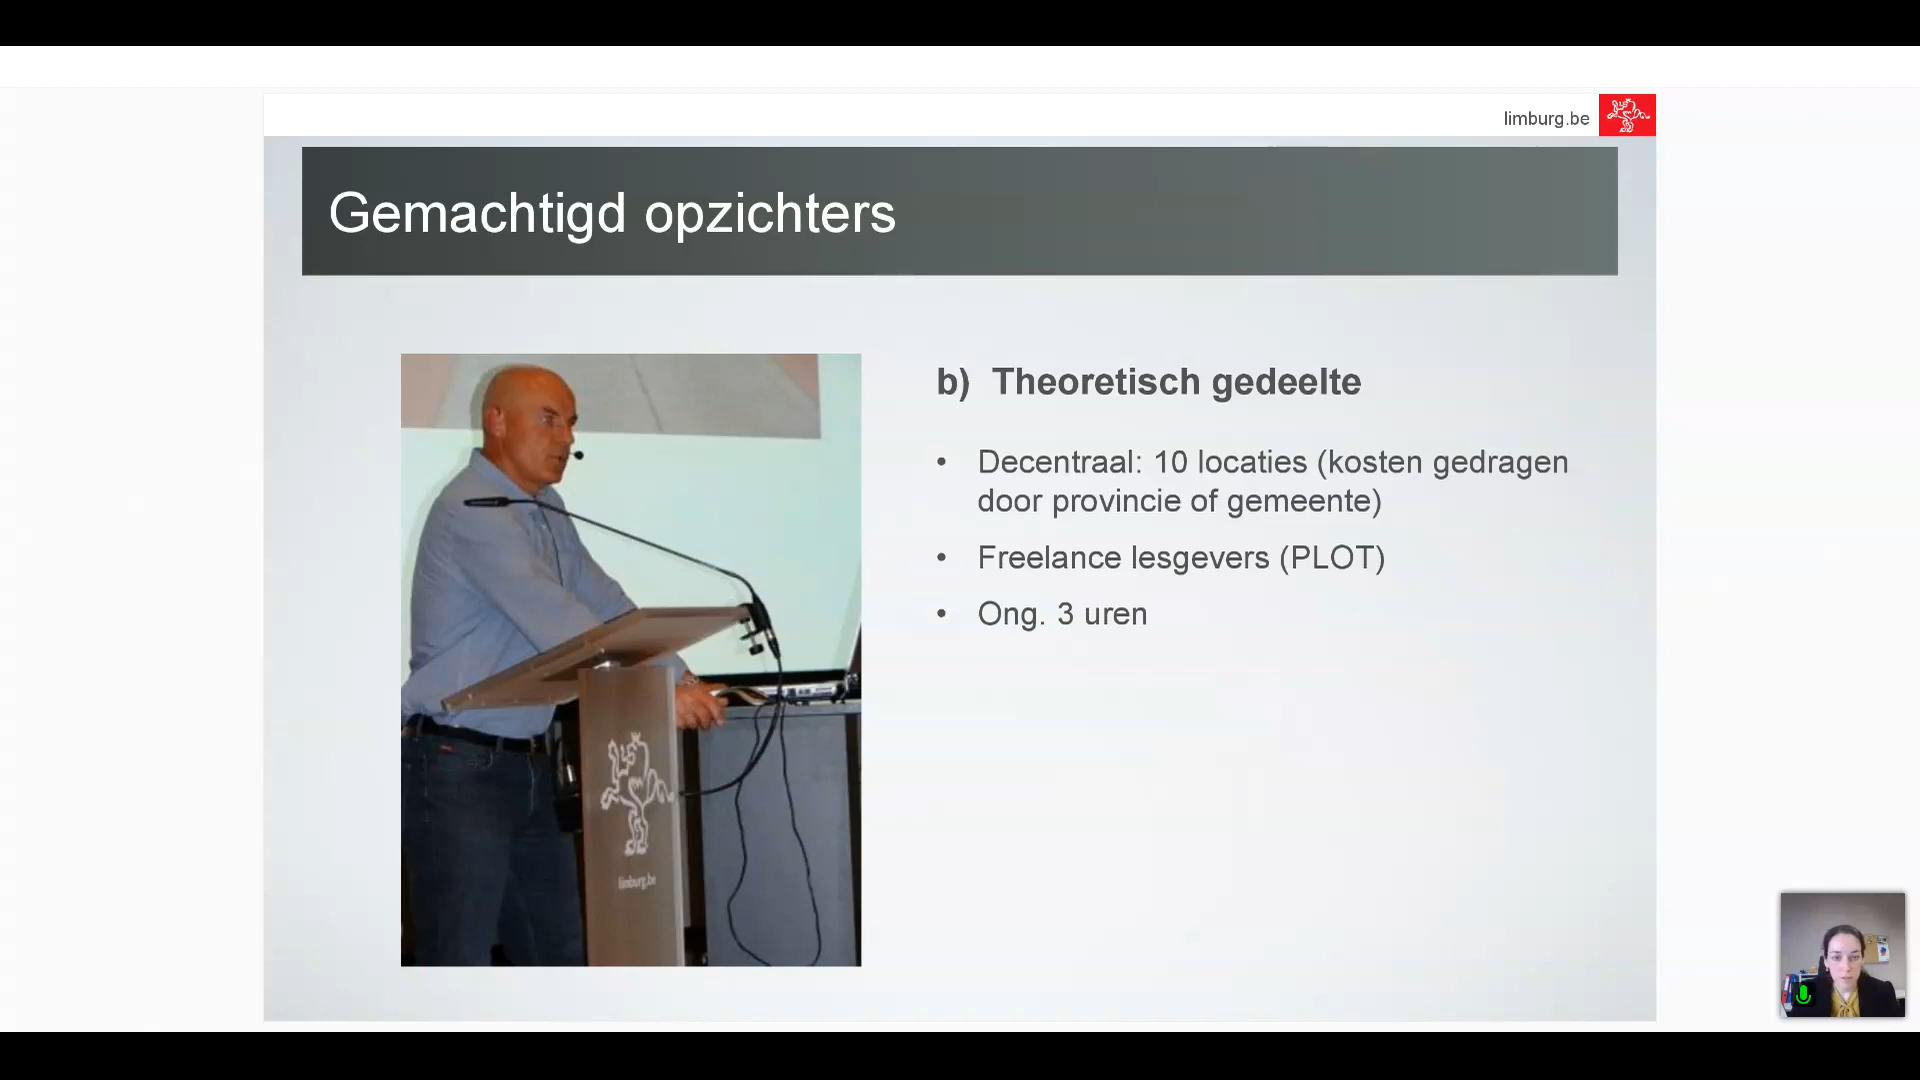 limburg.be
Gemachtigd opzichters
b) Theoretisch gedeelte
• Decentraal: 10 locaties (kosten gedragen
door provincie of gemeente)
• Freelance lesgevers (PLOT)
• Ong. 3 uren
limburg.be